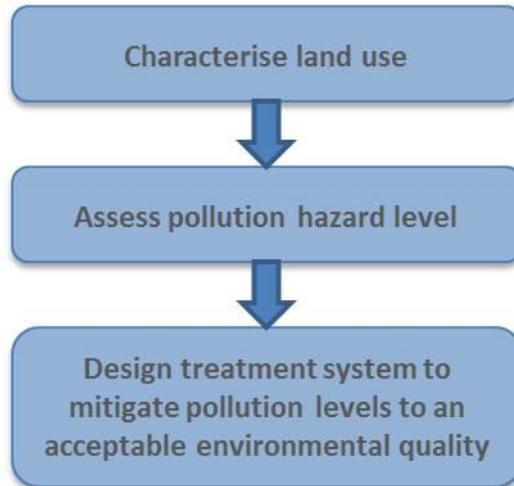 Characterise land use
Assess pollution hazard level
Design treatment system to
mitigate pollution levels to an
acceptable environmental quality